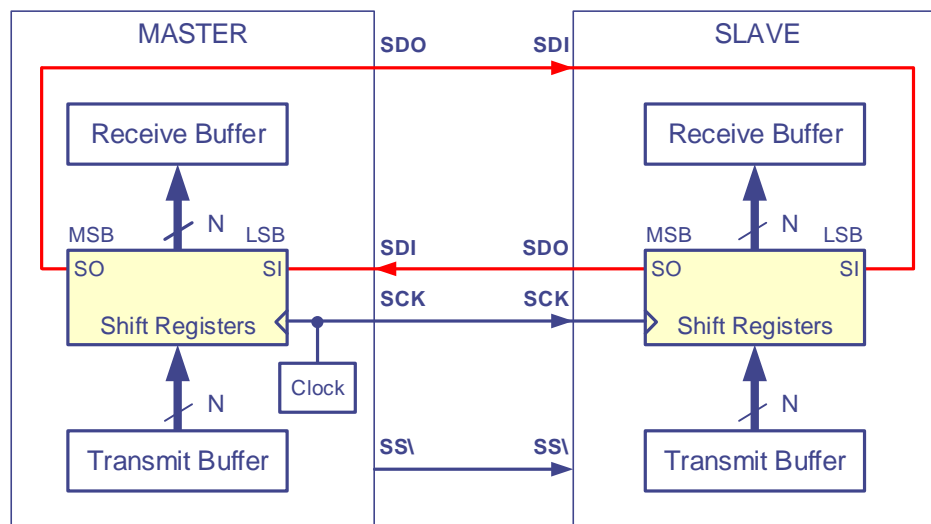 MASTER
SDO
SDI
SLAVE
Receive Buffer
Receive Buffer
N
N
MSB
LSB
SDI
SDO
MSB
LSB
SO
SI
SO
SI
SCK
SCK
Shift Registers
Shift Registers
Clock
N
N
SS\
SS\
Transmit Buffer
Transmit Buffer